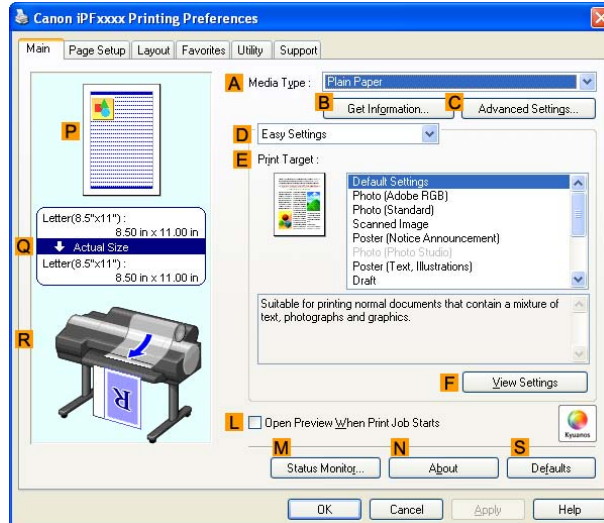 Canon iPFxxxx Printing Preferences
Main Page Setup Layout Favorites Utility Support
A Media Type : Plain Paper
B C
Get Information... Advanced Settings...
P
D Easy Settings
E Print Target :
Default Settings
Photo (Adobe RGB)
Photo (Standard)
Scanned Image
Poster (Notice Announcement)
Photo (Photo Studio)
Poster (Text, Illustrations)
Draft
Letter(8.5"x11") :
8.50 in x 11.00 in
Q Actual Size
Letter(8.5"x11") :
8.50 in x 11.00 in
Suitable for printing normal documents that contain a mixture of
text, photographs and graphics.
R
R
F View Settings
L Open Preview When Print Job Starts
Kyuanos
M N S
Status Monitor... About Defaults
OK Cancel Apply Help